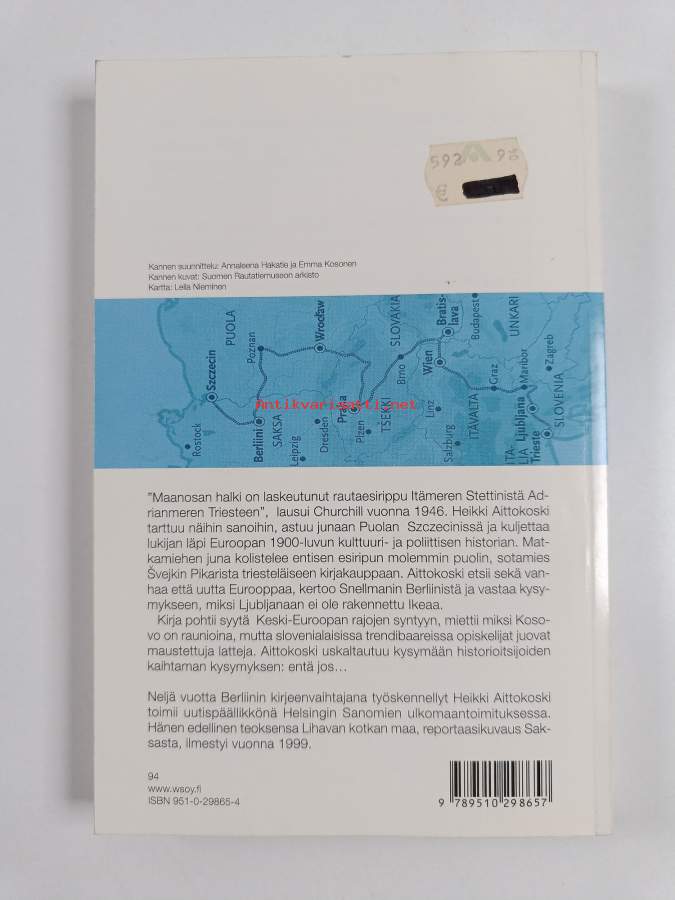 592 98
€
Kannen suunnittelu: Annaleena Hakatie ja Emma Kosonen
Kannen kuvat: Suomen Rautatiemuseon arkisto
Kartta: Leila Nieminen
Rostock
Szczecin
PUOLA
Poznan
Berliini
SAKSA
Leipzig
Dresden
Wrocław
Praha
Plzen
TŠEKKI
SLOVAKIA
Brno
Linz
Salzburg
Wien
Bratis-
lava
Budapest
UNKARI
ITÄVALTA
Graz
Maribor
Zagreb
SLOVENIA
Ljubljana
Trieste
ITA-
LIA
Antikvariaatti.net
"Maanosan halki on laskeutunut rautaesirippu Itämeren Stettinistä Ad-
rianmeren Triesteen", lausui Churchill vuonna 1946. Heikki Aittokoski
tarttuu näihin sanoihin, astuu junaan Puolan Szczecinissä ja kuljettaa
lukijan läpi Euroopan 1900-luvun kulttuuri- ja poliittisen historian. Mat-
kamiehen juna kolistelee entisen esiripun molemmin puolin, sotamies
Švejkin Pikarista triesteläiseen kirjakauppaan. Aittokoski etsii sekä van-
haa että uutta Eurooppaa, kertoo Snellmanin Berliinistä ja vastaa kysy-
mykseen, miksi Ljubljanaan ei ole rakennettu Ikeaa.
Kirja pohtii syytä Keski-Euroopan rajojen syntyyn, miettii miksi Koso-
vo on raunioina, mutta slovenialaisissa trendibaareissa opiskelijat juovat
maustettuja latteja. Aittokoski uskaltautuu kysymään historioitsijoiden
kaihtaman kysymyksen: entä jos…
Neljä vuotta Berliinin kirjeenvaihtajana työskennellyt Heikki Aittokoski
toimii uutispäällikkönä Helsingin Sanomien ulkomaantoimituksessa.
Hänen edellinen teoksensa Lihavan kotkan maa, reportaasikuvaus Sak-
sasta, ilmestyi vuonna 1999.
94
www.wsoy.fi
ISBN 951-0-29865-4
9 789510 298657